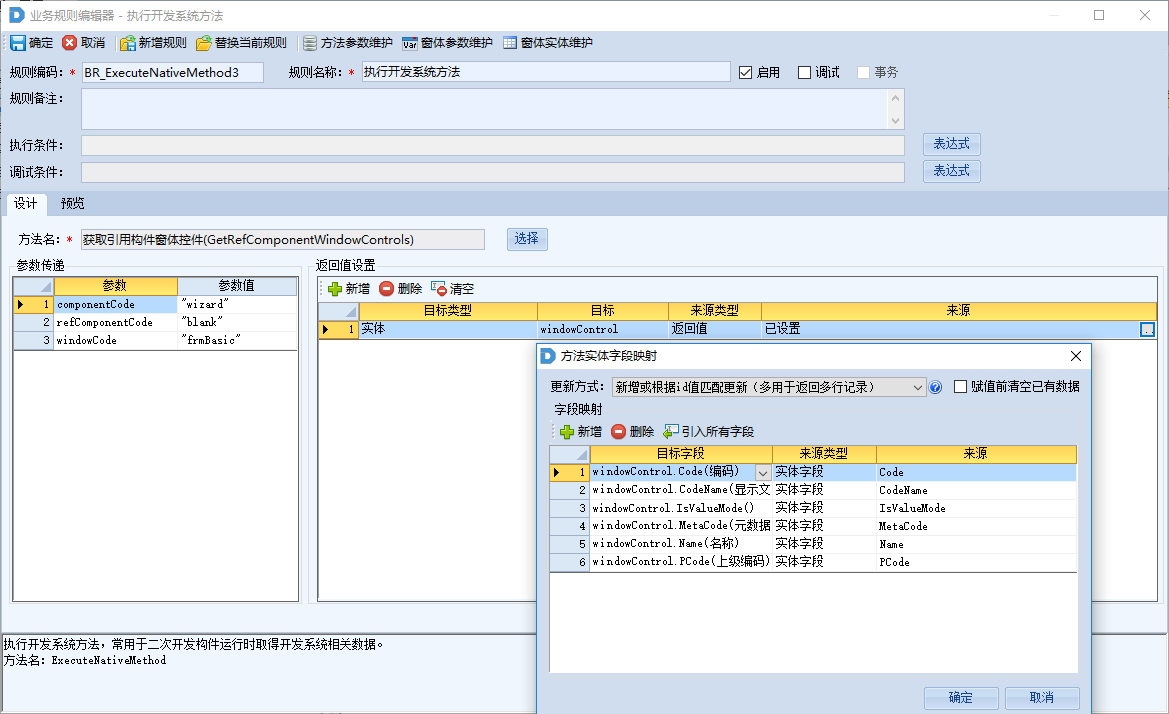 业务规则编辑器 - 执行开发系统方法
确定 取消 新增规则 替换当前规则 方法参数维护 窗体参数维护 窗体实体维护
规则编码: * BR_ExecuteNativeMethod3 规则名称: * 执行开发系统方法 启用 调试 事务
规则备注:
执行条件: 表达式
调试条件: 表达式
设计 预览
方法名: * 获取引用构件窗体控件(GetRefComponentWindowControls) 选择
参数传递
参数 参数值
1 componentCode "wizard"
2 refComponentCode "blank"
3 windowCode "frmBasic"
返回值设置
新增 删除 清空
目标类型 目标 来源类型 来源
1 实体 windowControl 返回值 已设置 ...
方法实体字段映射
更新方式: 新增或根据id值匹配更新（多用于返回多行记录） 赋值前清空已有数据
字段映射
新增 删除 引入所有字段
目标字段 来源类型 来源
1 windowControl.Code(编码) 实体字段 Code
2 windowControl.CodeName(显示文 实体字段 CodeName
3 windowControl.IsValueMode() 实体字段 IsValueMode
4 windowControl.MetaCode(元数据 实体字段 MetaCode
5 windowControl.Name(名称) 实体字段 Name
6 windowControl.PCode(上级编码) 实体字段 PCode
确定 取消
执行开发系统方法，常用于二次开发构件运行时取得开发系统相关数据。
方法名: ExecuteNativeMethod